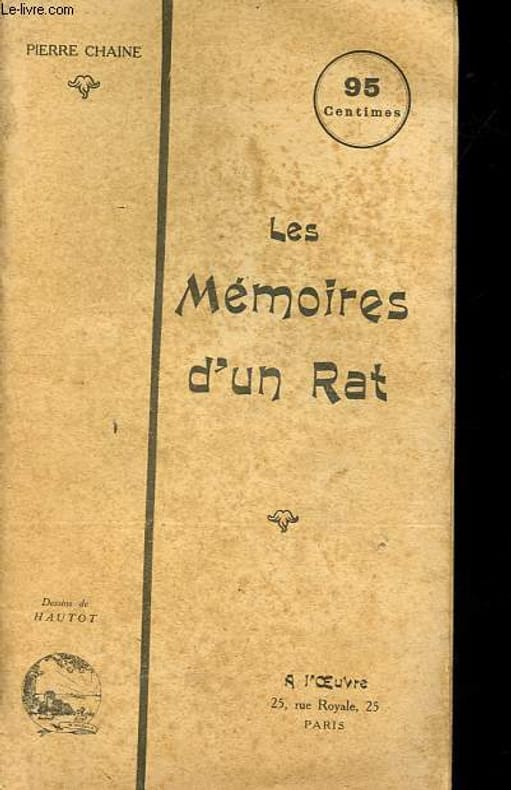 Le-livre.com
PIERRE CHAINE
95
Centimes
Les
Mémoires
d'un Rat
Dessins de
HAUTOT
A l'Œuvre
25, rue Royale, 25
PARIS